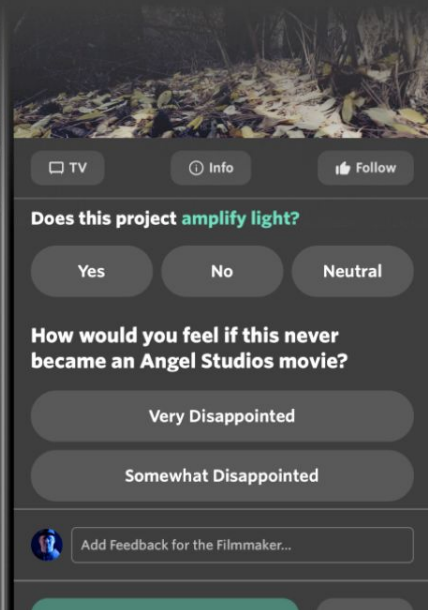 TV
Info
Follow
Does this project amplify light?
Yes
No
Neutral
How would you feel if this never
became an Angel Studios movie?
Very Disappointed
Somewhat Disappointed
Add Feedback for the Filmmaker...